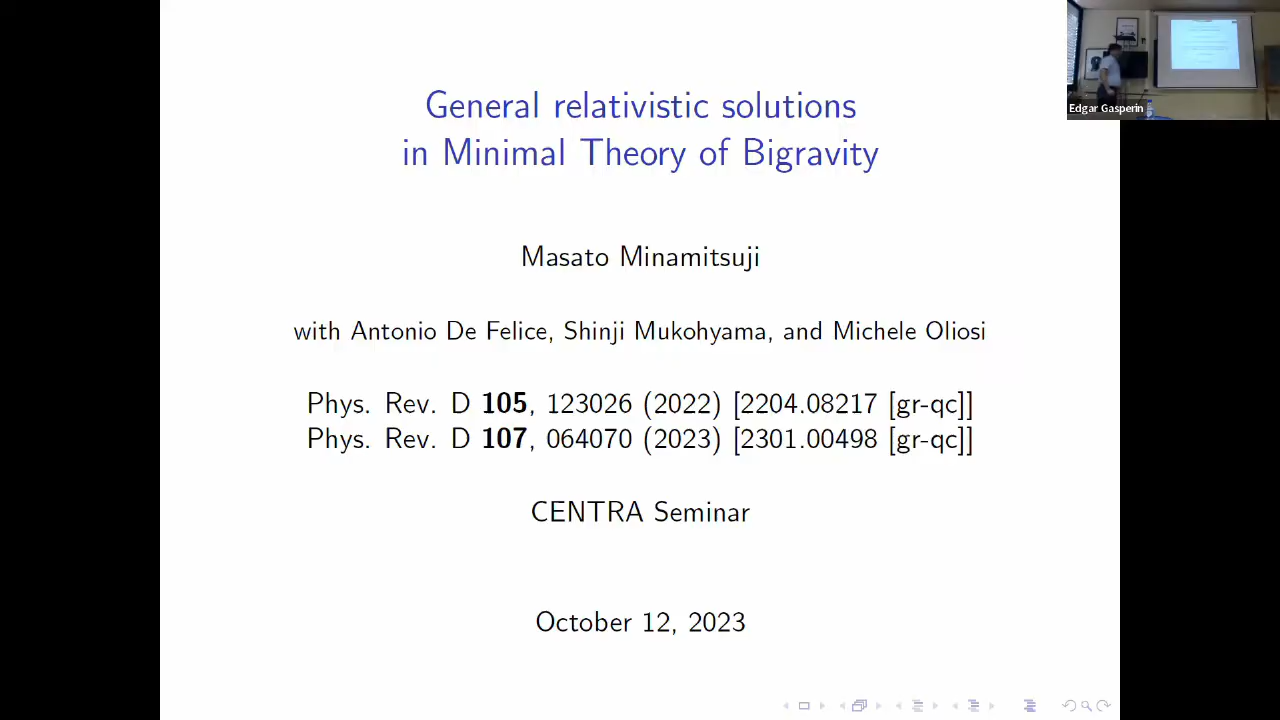 General relativistic solutions
in Minimal Theory of Bigravity
Masato Minamitsuji
with Antonio De Felice, Shinji Mukohyama, and Michele Oliosi
Phys. Rev. D 105, 123026 (2022) [2204.08217 [gr-qc]]
Phys. Rev. D 107, 064070 (2023) [2301.00498 [gr-qc]]
CENTRA Seminar
October 12, 2023
Edgar Gasperin